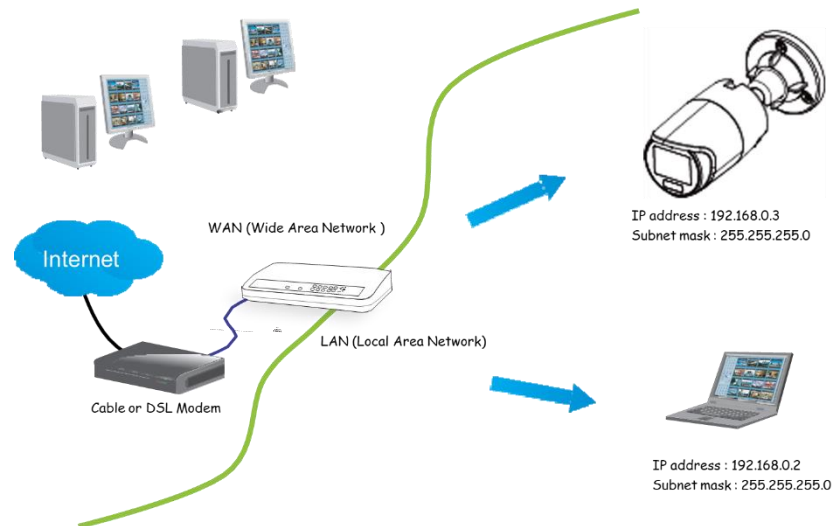 WAN (Wide Area Network )
Internet
IP address : 192.168.0.3
Subnet mask : 255.255.255.0
LAN (Local Area Network)
Cable or DSL Modem
IP address : 192.168.0.2
Subnet mask : 255.255.255.0